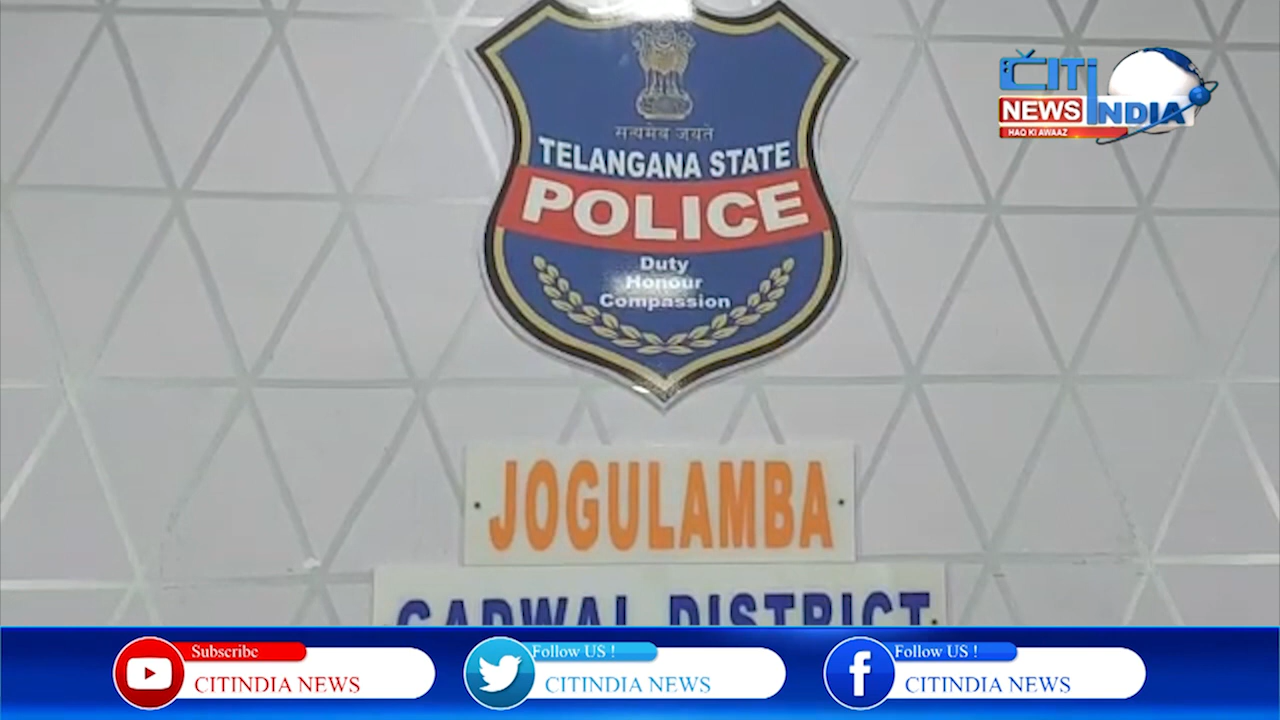 सत्यमेव जयते
TELANGANA STATE
POLICE
Duty
Honour
Compassion
CITI
NEWS INDIA
HAQ KI AWAAZ
JOGULAMBA
GADWAL DISTRICT
Subscribe
CITINDIA NEWS
Follow US !
CITINDIA NEWS
Follow US !
CITINDIA NEWS